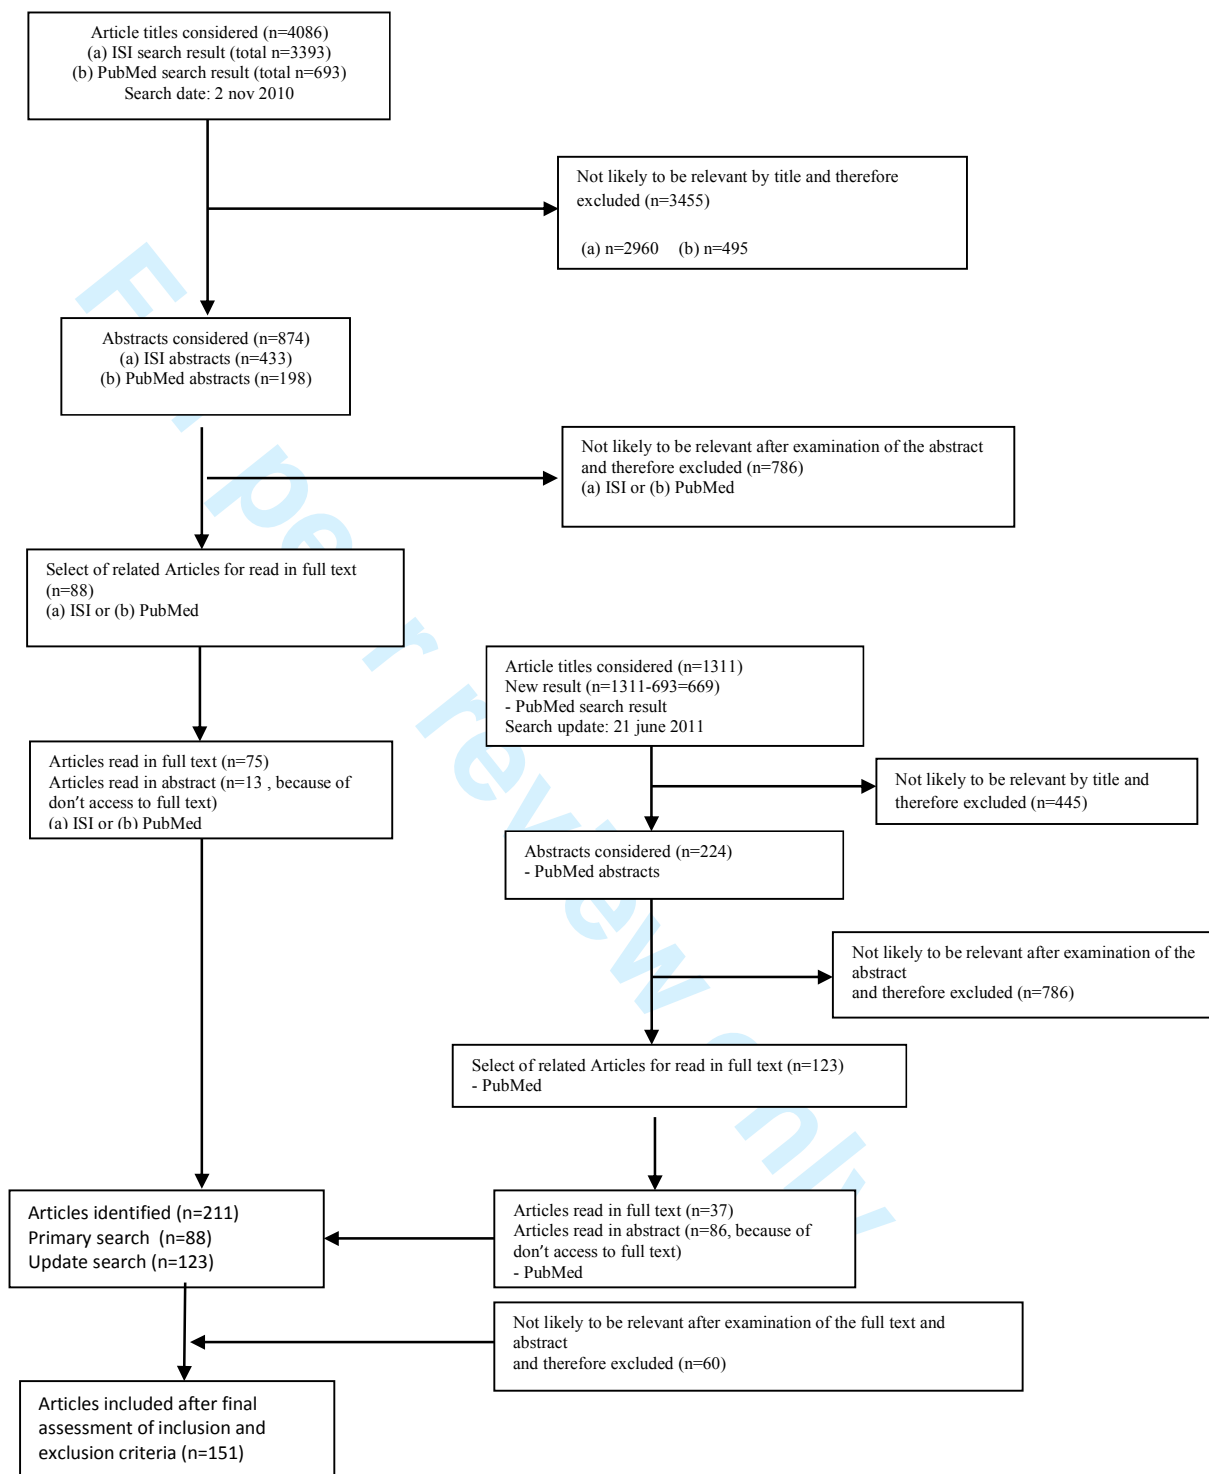 Article titles considered (n=4086)
(a) ISI search result (total n=3393)
(b) PubMed search result (total n=693)
Search date: 2 nov 2010
Not likely to be relevant by title and therefore
excluded (n=3455)
(a) n=2960 (b) n=495
Abstracts considered (n=874)
(a) ISI abstracts (n=433)
(b) PubMed abstracts (n=198)
Not likely to be relevant after examination of the abstract
and therefore excluded (n=786)
(a) ISI or (b) PubMed
Select of related Articles for read in full text
(n=88)
(a) ISI or (b) PubMed
Article titles considered (n=1311)
New result (n=1311-693=669)
- PubMed search result
Search update: 21 june 2011
Articles read in full text (n=75)
Articles read in abstract (n=13 , because of
don't access to full text)
(a) ISI or (b) PubMed
Not likely to be relevant by title and
therefore excluded (n=445)
Abstracts considered (n=224)
- PubMed abstracts
Not likely to be relevant after examination of the
abstract
and therefore excluded (n=786)
Select of related Articles for read in full text (n=123)
- PubMed
Articles identified (n=211)
Primary search (n=88)
Update search (n=123)
Articles read in full text (n=37)
Articles read in abstract (n=86, because of
don't access to full text)
- PubMed
Not likely to be relevant after examination of the full text and
abstract
and therefore excluded (n=60)
Articles included after final
assessment of inclusion and
exclusion criteria (n=151)
peer review only